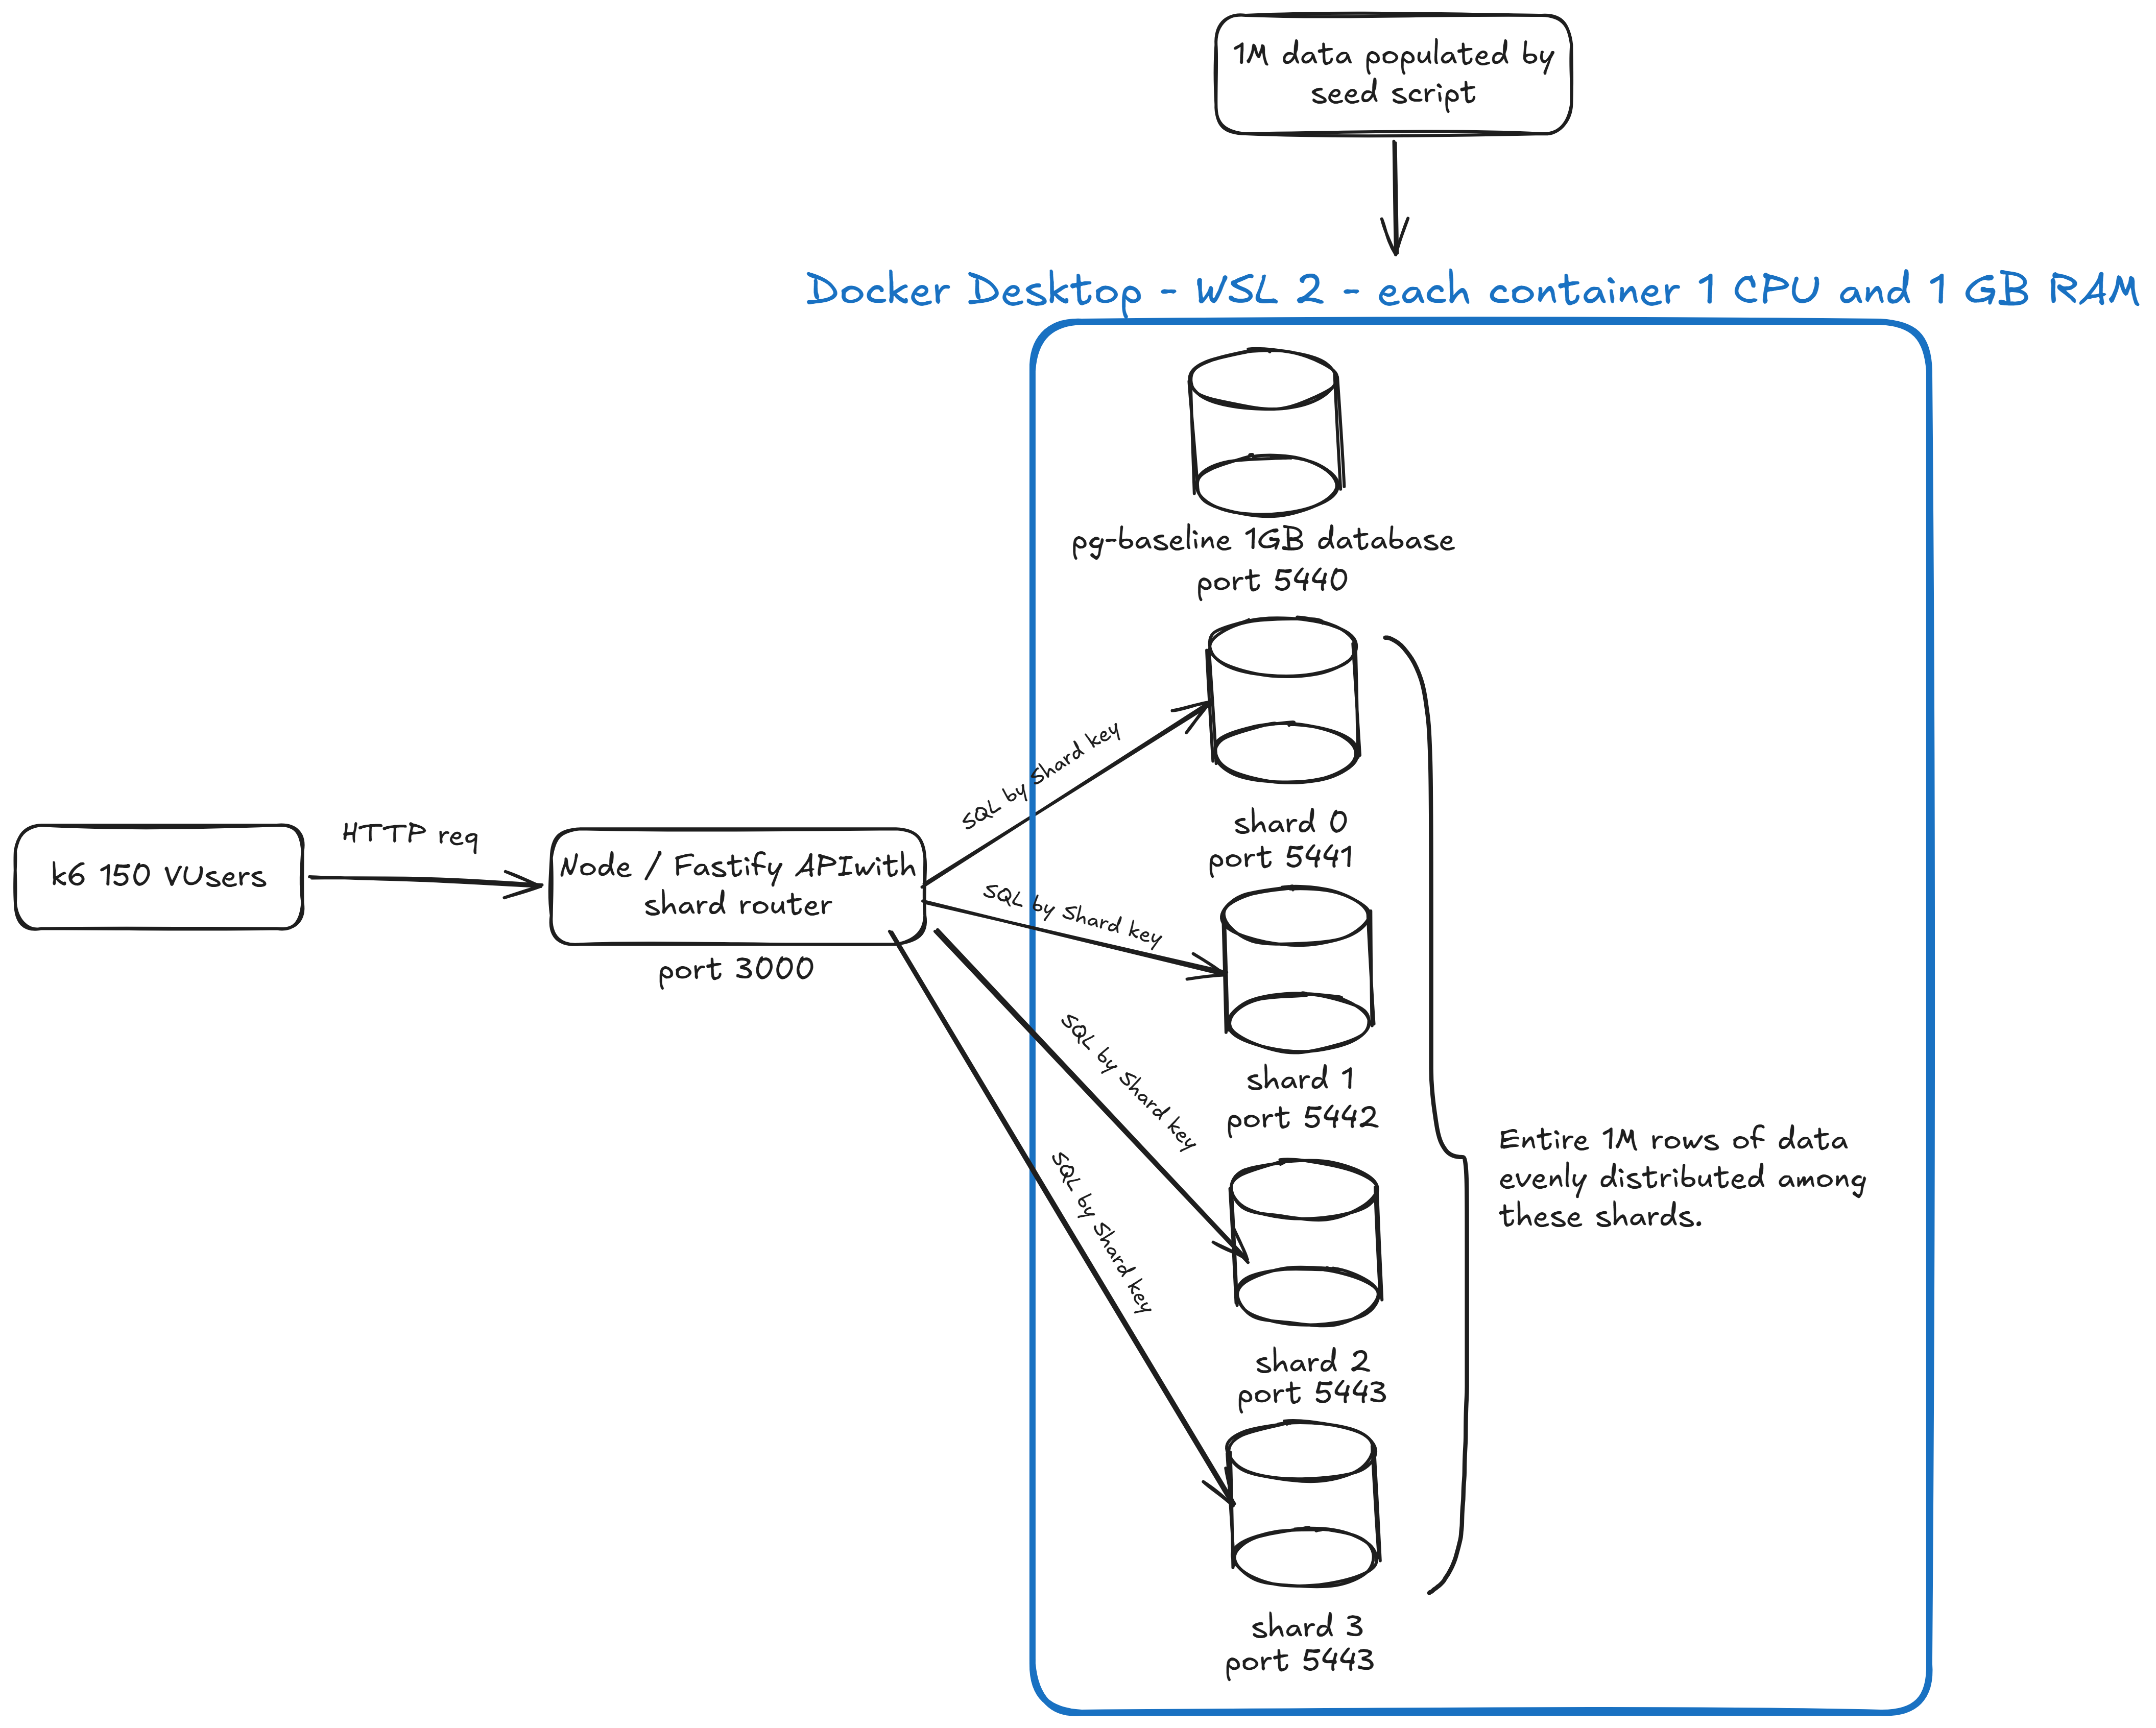 1M data populated by
seed script
Docker Desktop - WSL 2 - each container 1 CPU and 1 GB RAM
pg-baseline 1GB database
port 5440
SQL by Shard key
shard 0
port 5441
k6 150 VUsers
HTTP req
Node / Fastify APIwith
shard router
port 3000
SQL by Shard key
shard 1
port 5442
SQL by Shard key
Entire 1M rows of data
evenly distributed among
these shards.
SQL by Shard key
shard 2
port 5443
shard 3
port 5443